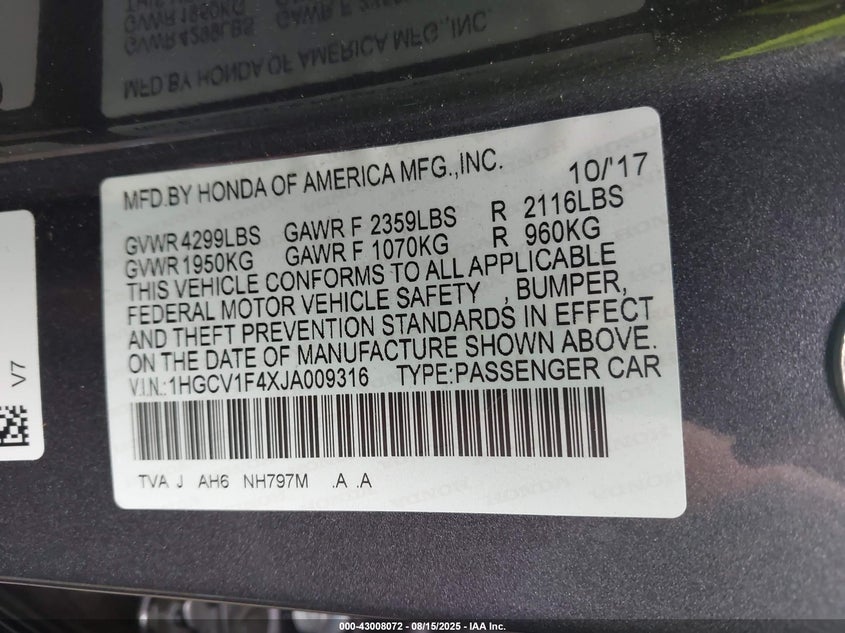 MFD.BY HONDA OF AMERICA MFG.,INC. 10/'17
GVWR 4299LBS GAWR F 2359LBS R 2116LBS
GVWR 1950KG GAWR F 1070KG R 960KG
THIS VEHICLE CONFORMS TO ALL APPLICABLE
FEDERAL MOTOR VEHICLE SAFETY , BUMPER,
AND THEFT PREVENTION STANDARDS IN EFFECT
ON THE DATE OF MANUFACTURE SHOWN ABOVE.
V.I.N.:1HGCV1F4XJA009316 TYPE:PASSENGER CAR
TVA J AH6 NH797M .A .A
V7
000-43008072 - 08/15/2025 - IAA Inc.